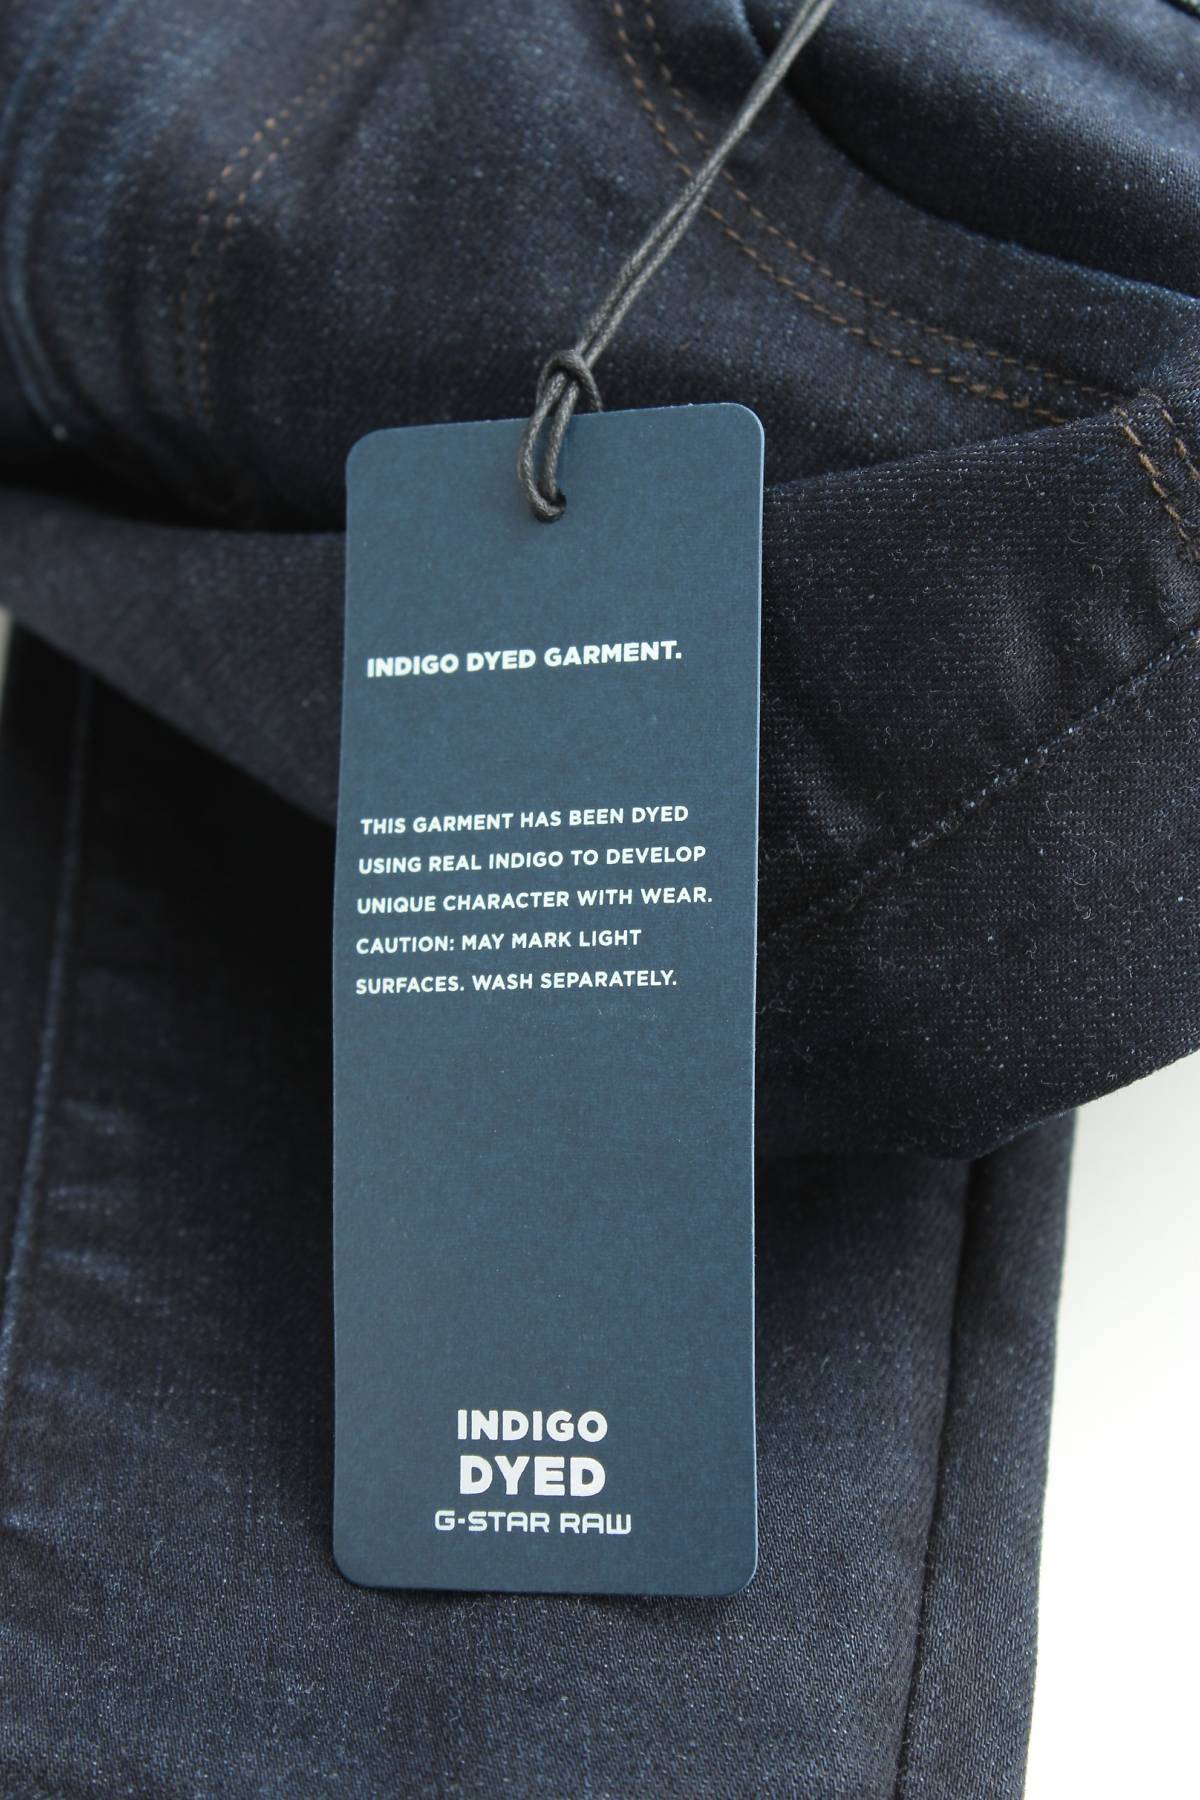 INDIGO DYED GARMENT.
THIS GARMENT HAS BEEN DYED
USING REAL INDIGO TO DEVELOP
UNIQUE CHARACTER WITH WEAR.
CAUTION: MAY MARK LIGHT
SURFACES. WASH SEPARATELY.
INDIGO
DYED
G-STAR RAW